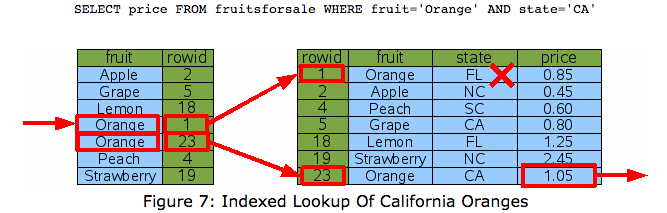 SELECT price FROM fruitsforsale WHERE fruit='Orange' AND state='CA'
fruit rowid
Apple 2
Grape 5
Lemon 18
Orange 1
Orange 23
Peach 4
Strawberry 19
rowid fruit state price
1 Orange FL 0.85
2 Apple NC 0.45
4 Peach SC 0.60
5 Grape CA 0.80
18 Lemon FL 1.25
19 Strawberry NC 2.45
23 Orange CA 1.05
Figure 7: Indexed Lookup Of California Oranges